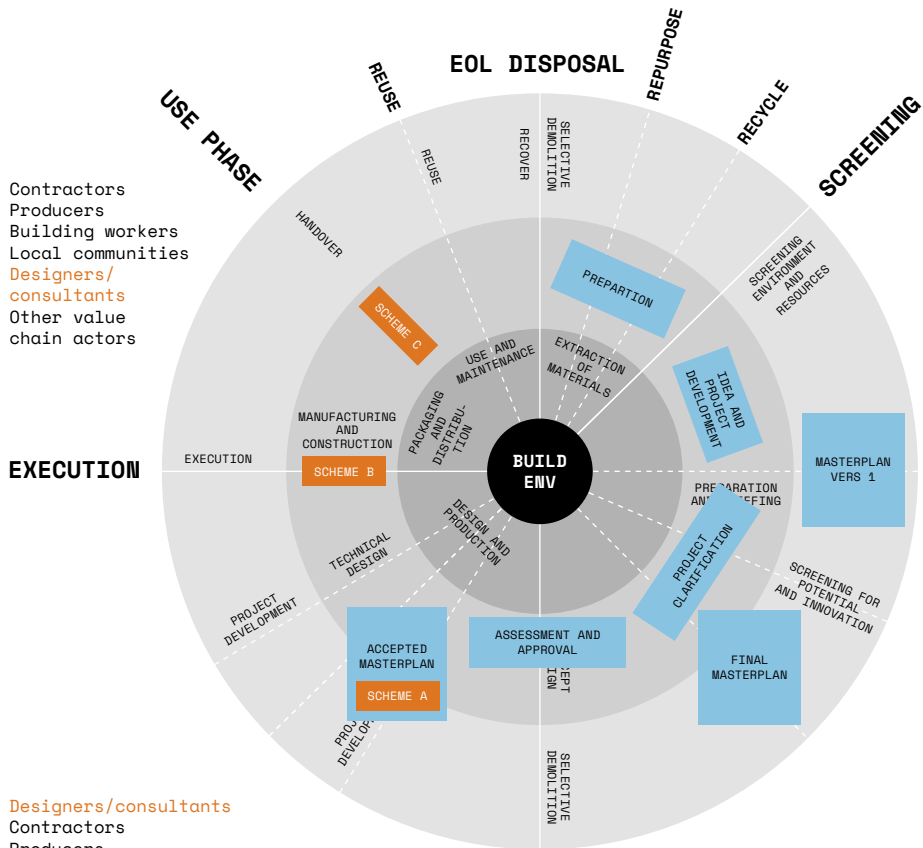 REPURPOSE
EOL DISPOSAL
REUSE
RECYCLE
USE PHASE
SCREENING
SELECTIVE
DEMOLITION
RECOVER
REUSE
Contractors
Producers
Building workers
Local communities
Designers/
consultants
Other value
chain actors
HANDOVER
SCREENING
ENVIRONMENT
AND
RESOURCES
PREPARTION
SCHEME C
USE AND
MAINTENANCE
EXTRACTION
OF
MATERIALS
IDEA AND
PROJECT
DEVELOPMENT
PACKAGING
AND
DISTRIBU-
TION
MANUFACTURING
AND
CONSTRUCTION
EXECUTION
EXECUTION
SCHEME B
BUILD
ENV
MASTERPLAN
VERS 1
PREPARATION
AND
DESIGN AND
PRODUCTION
PROJECT
CLARIFICATION
TECHNICAL
DESIGN
SCREENING FOR
POTENTIAL
AND INNOVATION
PROJECT
DEVELOPMENT
ASSESSMENT AND
APPROVAL
ACCEPTED
MASTERPLAN
FINAL
MASTERPLAN
SCHEME A
SELECTIVE
DEMOLITION
Designers/consultants
Contractors
Producers